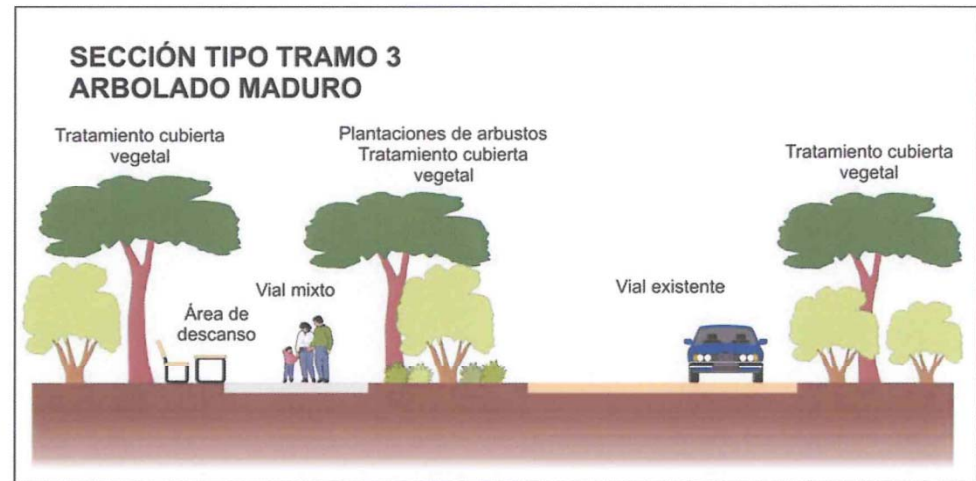 SECCIÓN TIPO TRAMO 3
ARBOLADO MADURO
Tratamiento cubierta
vegetal
Plantaciones de arbustos
Tratamiento cubierta
vegetal
Tratamiento cubierta
vegetal
Vial mixto
Vial existente
Área de
descanso